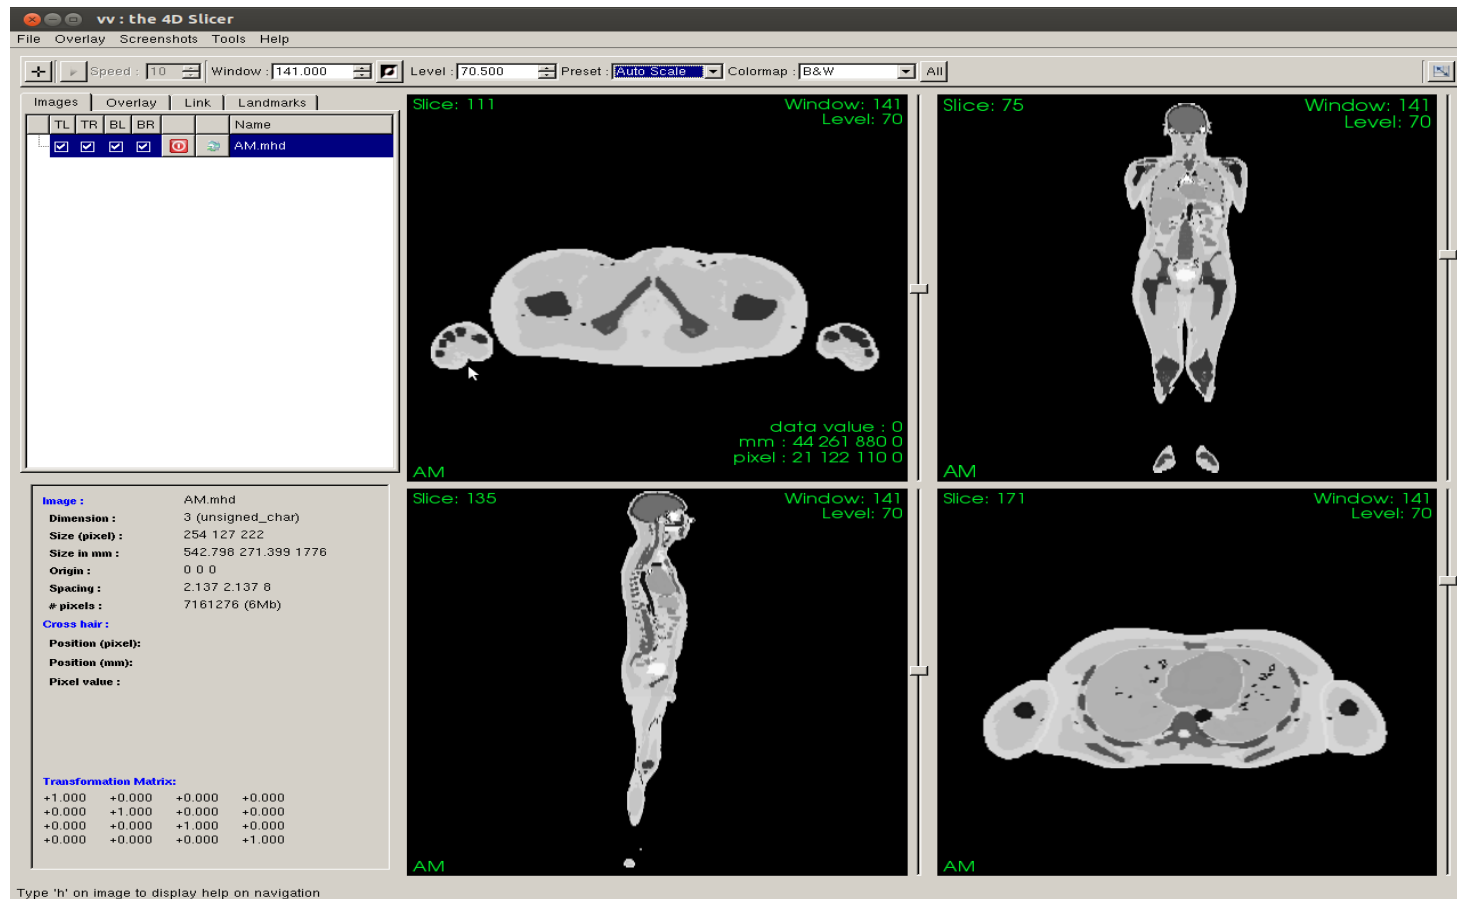 vv : the 4D Slicer
File Overlay Screenshots Tools Help
Speed : 10 Window : 141.000 Level : 70.500 Preset : Auto Scale Colormap : B&W All
Images Overlay Link Landmarks
TL TR BL BR Name
AM.mhd
Slice: 111 Window: 141
Level: 70
data value : 0
mm : 44 261 880 0
pixel : 21 122 110 0
AM
Slice: 75 Window: 141
Level: 70
AM
Image : AM.mhd
Dimension : 3 (unsigned_char)
Size (pixel) : 254 127 222
Size in mm : 542.798 271.399 1776
Origin : 0 0 0
Spacing : 2.137 2.137 8
# pixels : 7161276 (6Mb)
Cross hair :
Position (pixel):
Position (mm):
Pixel value :
Transformation Matrix:
+1.000 +0.000 +0.000 +0.000
+0.000 +1.000 +0.000 +0.000
+0.000 +0.000 +1.000 +0.000
+0.000 +0.000 +0.000 +1.000
Slice: 135 Window: 141
Level: 70
AM
Slice: 171 Window: 141
Level: 70
AM
Type 'h' on image to display help on navigation